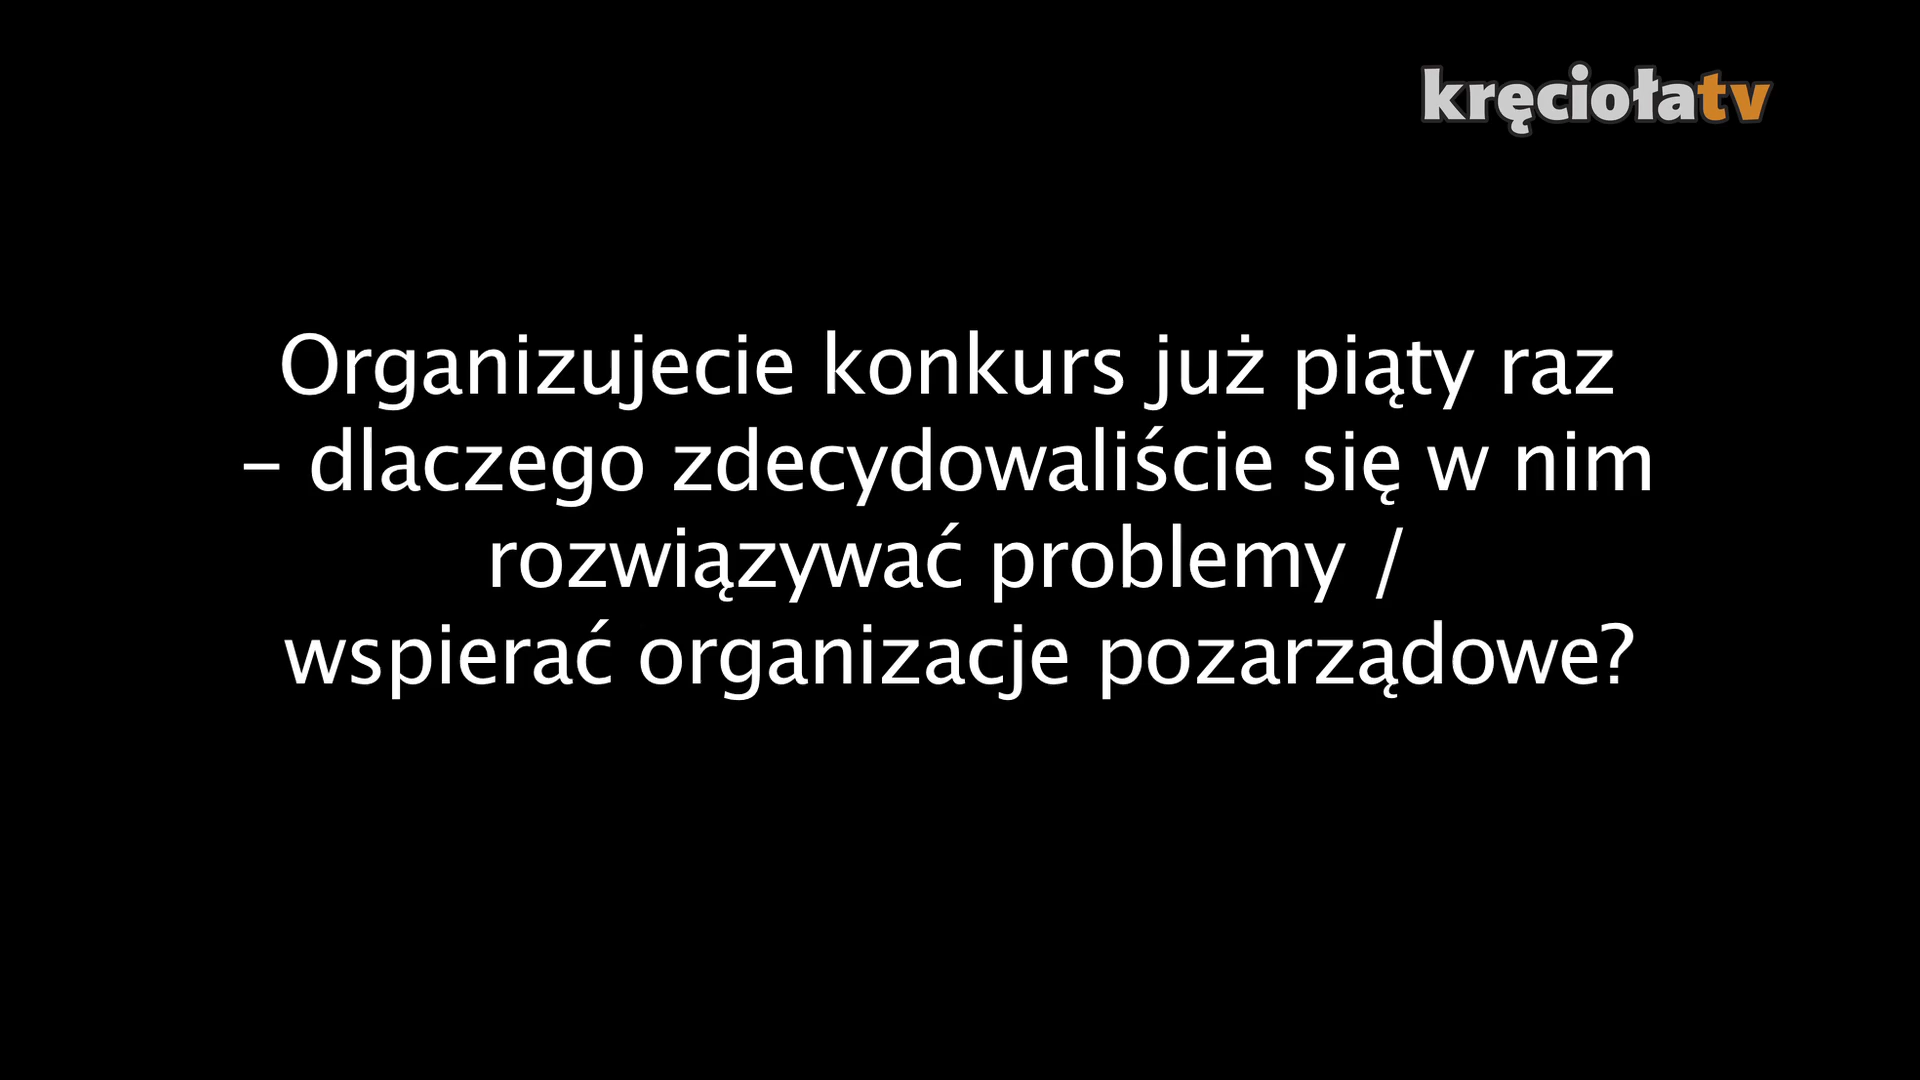 kręciołatv
Organizujecie konkurs już piąty raz
– dlaczego zdecydowaliście się w nim
rozwiązywać problemy /
wspierać organizacje pozarządowe?